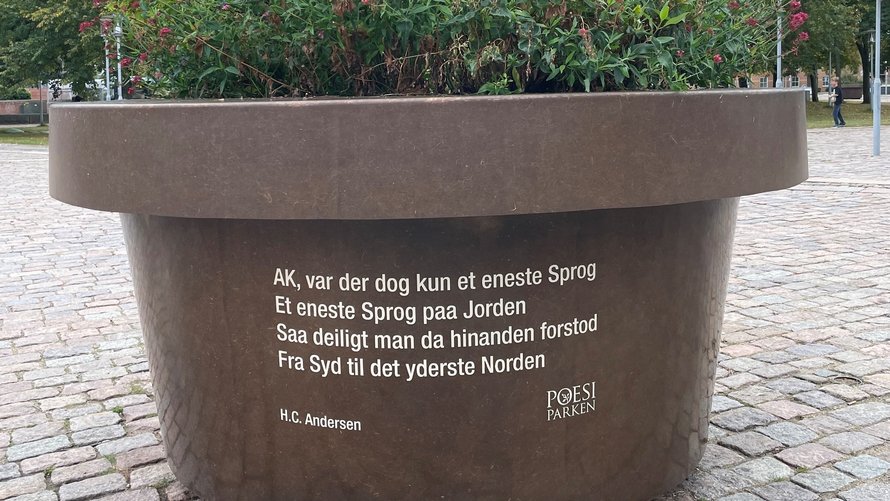 AK, var der dog kun et eneste Sprog
Et eneste Sprog paa Jorden
Saa deiligt man da hinanden forstod
Fra Syd til det yderste Norden
H.C. Andersen
POESI
PARKEN